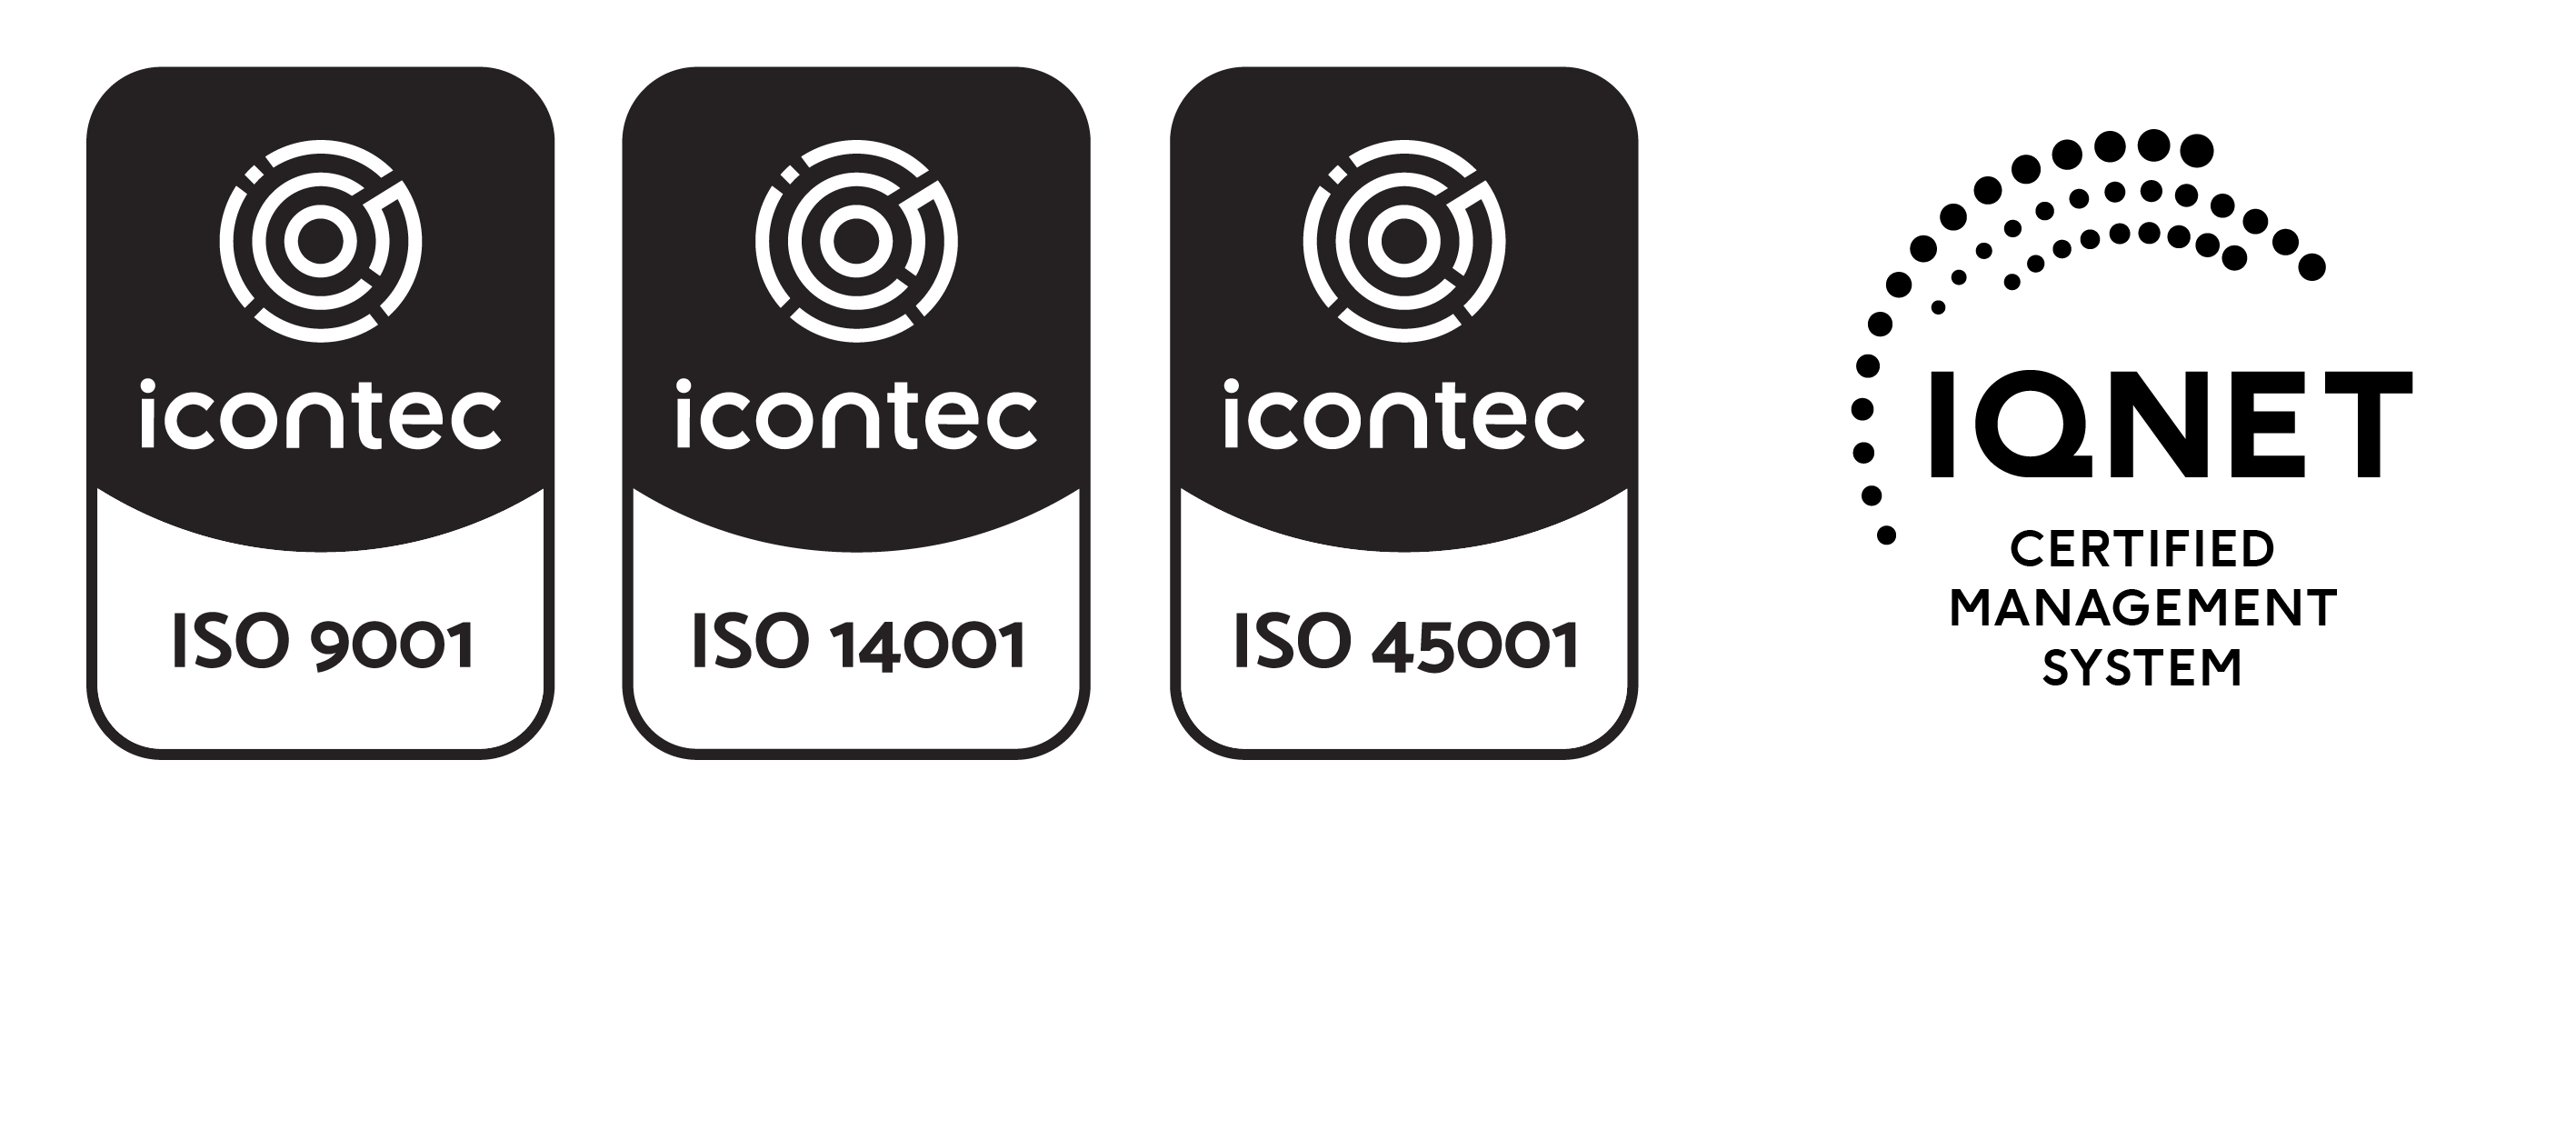 icontec
ISO 9001
icontec
ISO 14001
icontec
ISO 45001
IQNET
CERTIFIED
MANAGEMENT
SYSTEM